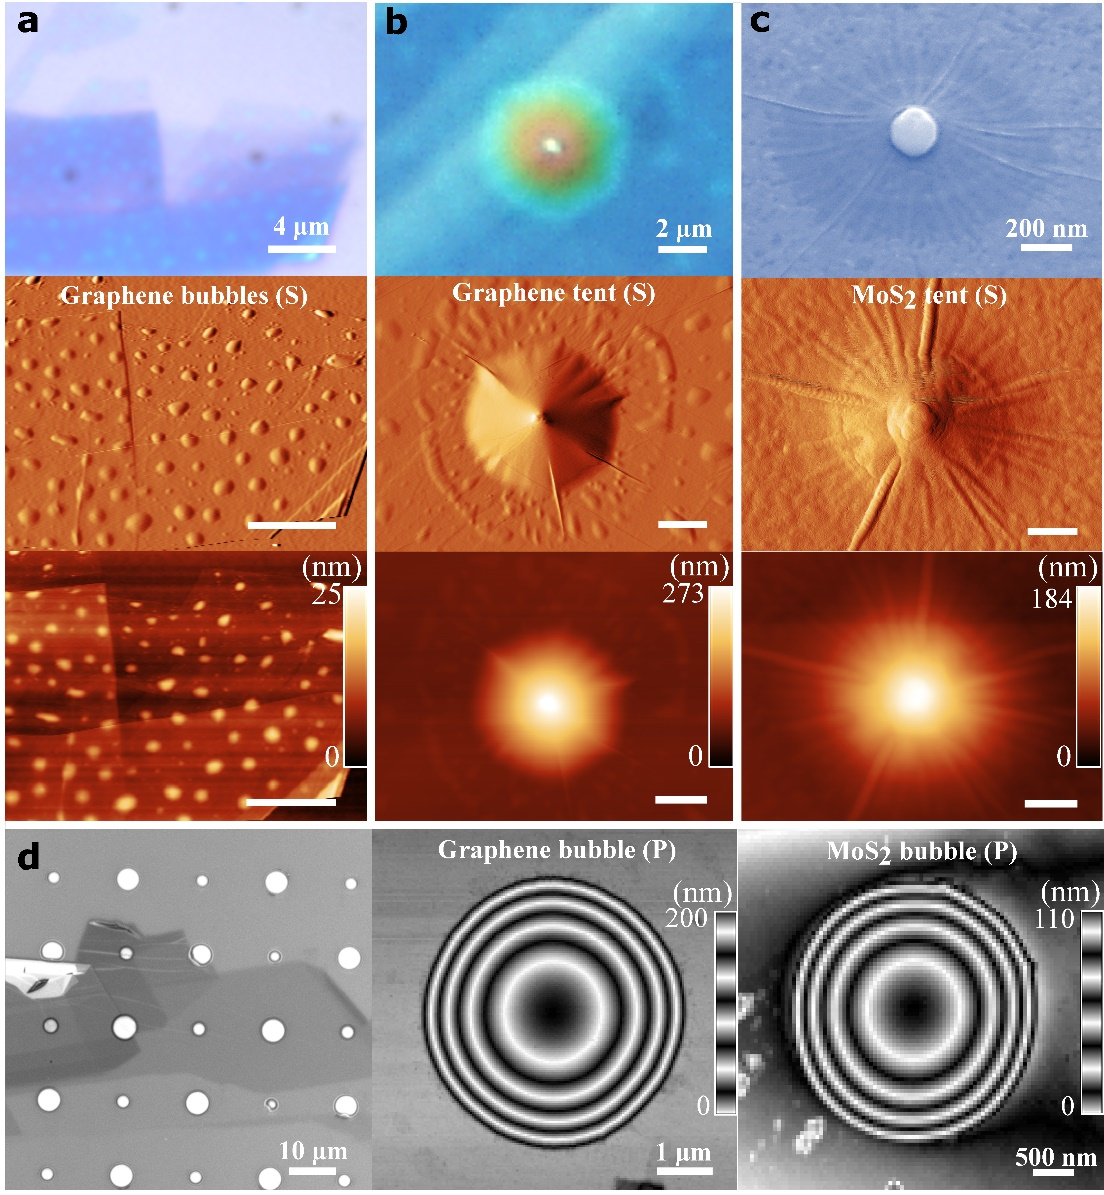 a
b
c
4 µm
2 µm
200 nm
Graphene bubbles (S)
Graphene tent (S)
MoS2 tent (S)
(nm)
25
0
(nm)
273
0
(nm)
184
0
d
10 µm
Graphene bubble (P)
(nm)
200
0
1 µm
MoS2 bubble (P)
(nm)
110
0
500 nm